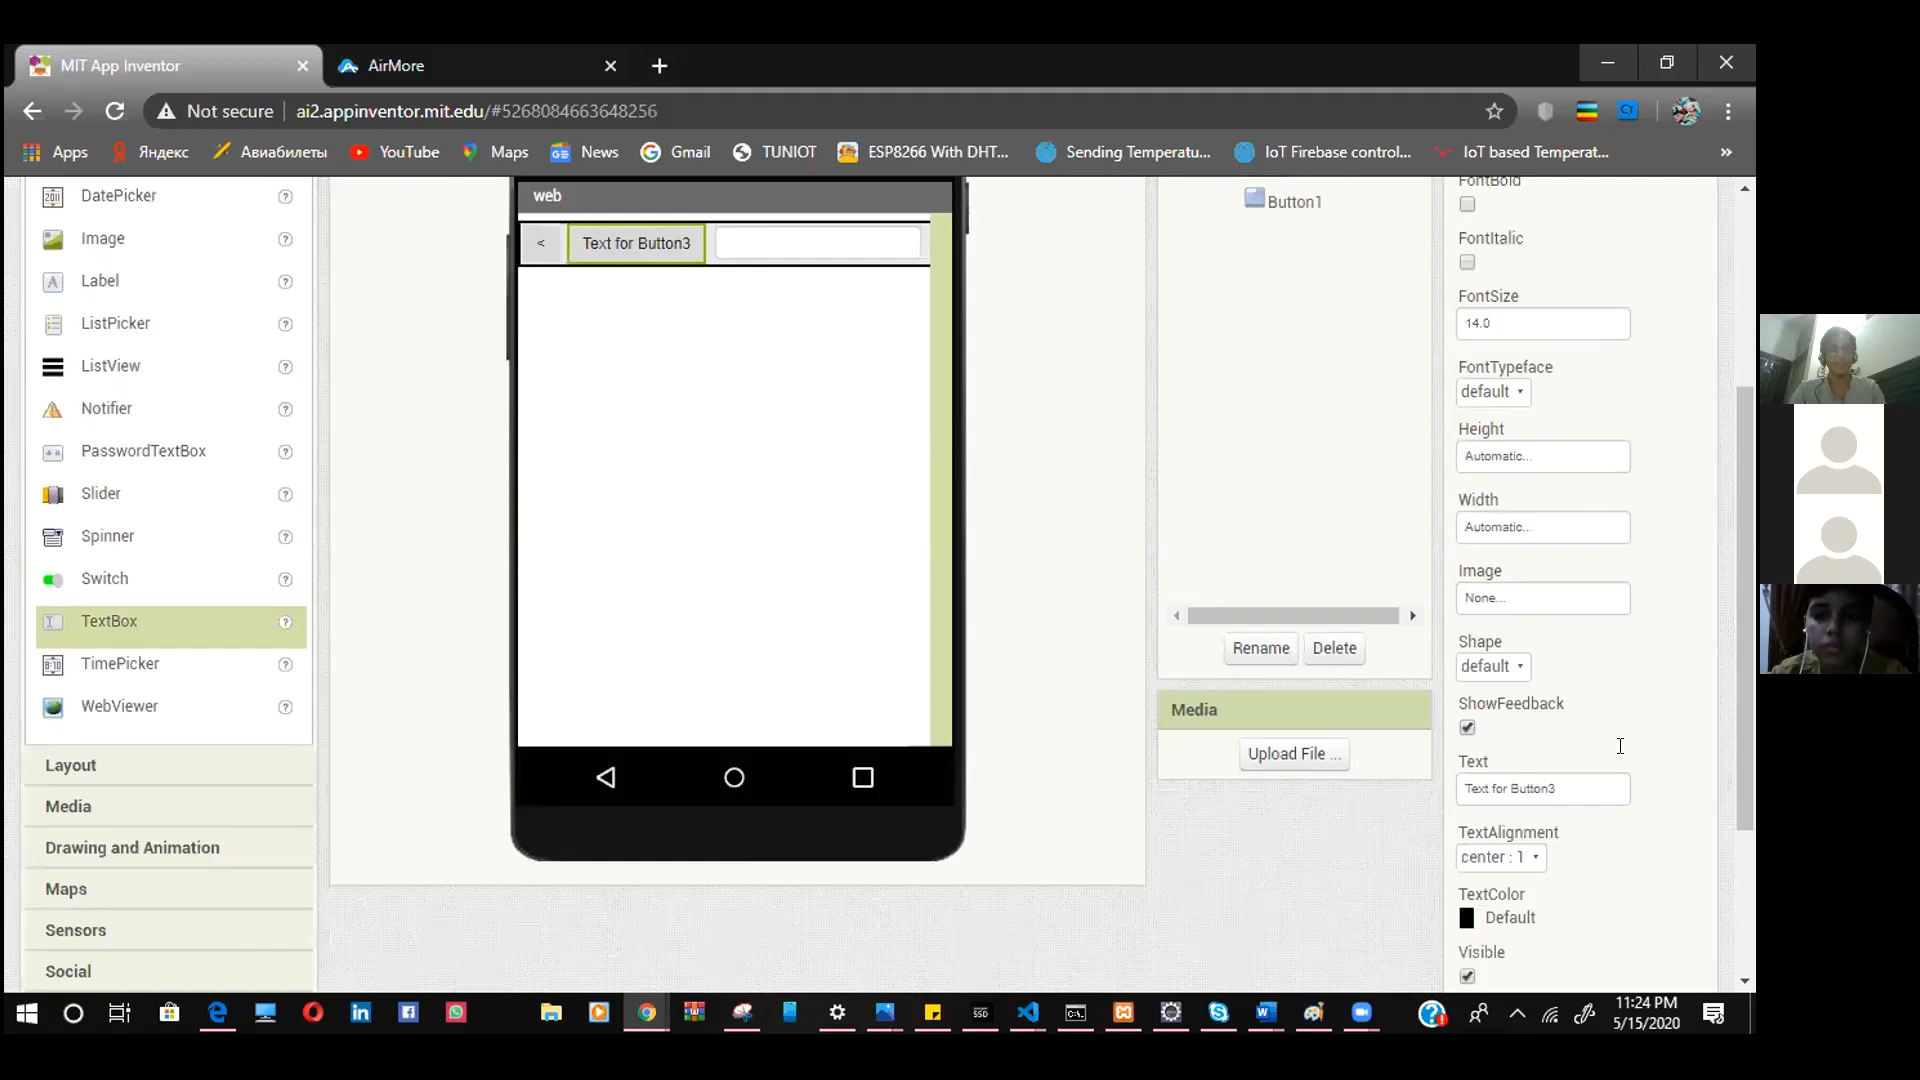 MIT App Inventor
AirMore
Not secure
ai2.appinventor.mit.edu/#5268084663648256
Apps
Яндекс
Авиабилеты
YouTube
Maps
News
Gmail
TUNIOT
ESP8266 With DHT...
Sending Temperatu...
IoT Firebase control...
IoT based Temperat...
»
DatePicker
Image
Label
ListPicker
ListView
Notifier
PasswordTextBox
Slider
Spinner
Switch
TextBox
TimePicker
WebViewer
Layout
Media
Drawing and Animation
Maps
Sensors
Social
web
<
Text for Button3
Button1
Rename
Delete
Media
Upload File ...
FontBold
FontItalic
FontSize
14.0
FontTypeface
default
Height
Automatic...
Width
Automatic...
Image
None...
Shape
default
ShowFeedback
Text
Text for Button3
TextAlignment
center : 1
TextColor
Default
Visible
11:24 PM
5/15/2020